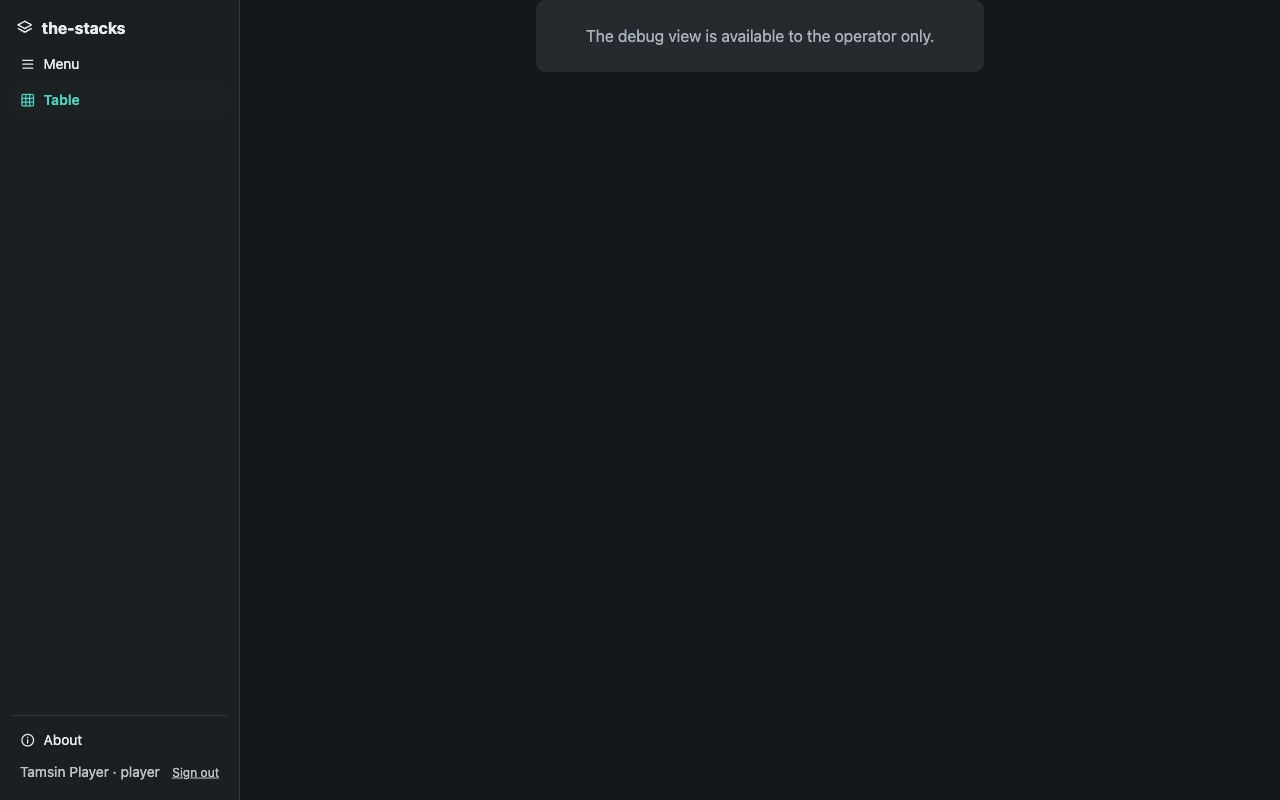 the-stacks
Menu
Table
The debug view is available to the operator only.
About
Tamsin Player · player Sign out